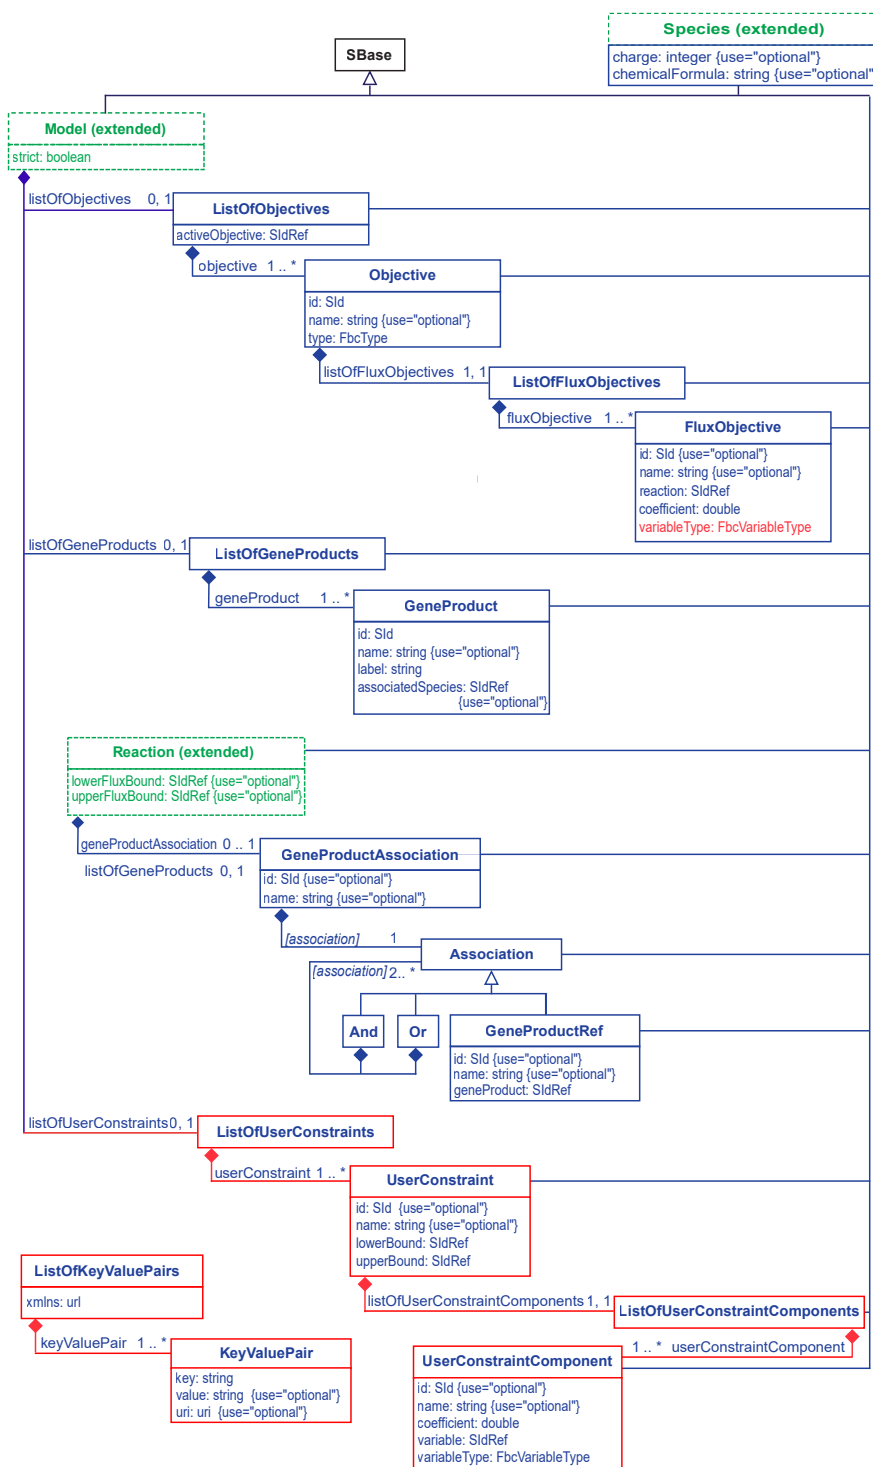 Species (extended)
charge: integer {use="optional"}
chemicalFormula: string {use="optional"
SBase
Model (extended)
strict: boolean
listOfObjectives 0, 1
ListOfObjectives
activeObjective: SIdRef
objective 1 .. *
Objective
id: SId
name: string {use="optional"}
type: FbcType
listOfFluxObjectives 1, 1
ListOfFluxObjectives
fluxObjective 1 .. *
FluxObjective
id: SId {use="optional"}
name: string {use="optional"}
reaction: SIdRef
coefficient: double
variableType: FbcVariableType
listOfGeneProducts 0, 1
ListOfGeneProducts
geneProduct 1 .. *
GeneProduct
id: SId
name: string {use="optional"}
label: string
associatedSpecies: SIdRef
{use="optional"}
Reaction (extended)
lowerFluxBound: SIdRef {use="optional"}
upperFluxBound: SIdRef {use="optional"}
geneProductAssociation 0 .. 1
listOfGeneProducts 0, 1
GeneProductAssociation
id: SId {use="optional"}
name: string {use="optional"}
[association] 1
Association
[association] 2.. *
And
Or
GeneProductRef
id: SId {use="optional"}
name: string {use="optional"}
geneProduct: SIdRef
listOfUserConstraints 0, 1
ListOfUserConstraints
userConstraint 1 .. *
UserConstraint
id: SId {use="optional"}
name: string {use="optional"}
lowerBound: SIdRef
upperBound: SIdRef
ListOfKeyValuePairs
xmlns: url
listOfUserConstraintComponents 1, 1
ListOfUserConstraintComponents
keyValuePair 1 .. *
KeyValuePair
key: string
value: string {use="optional"}
uri: uri {use="optional"}
1 .. * userConstraintComponent
UserConstraintComponent
id: SId {use="optional"}
name: string {use="optional"}
coefficient: double
variable: SIdRef
variableType: FbcVariableType